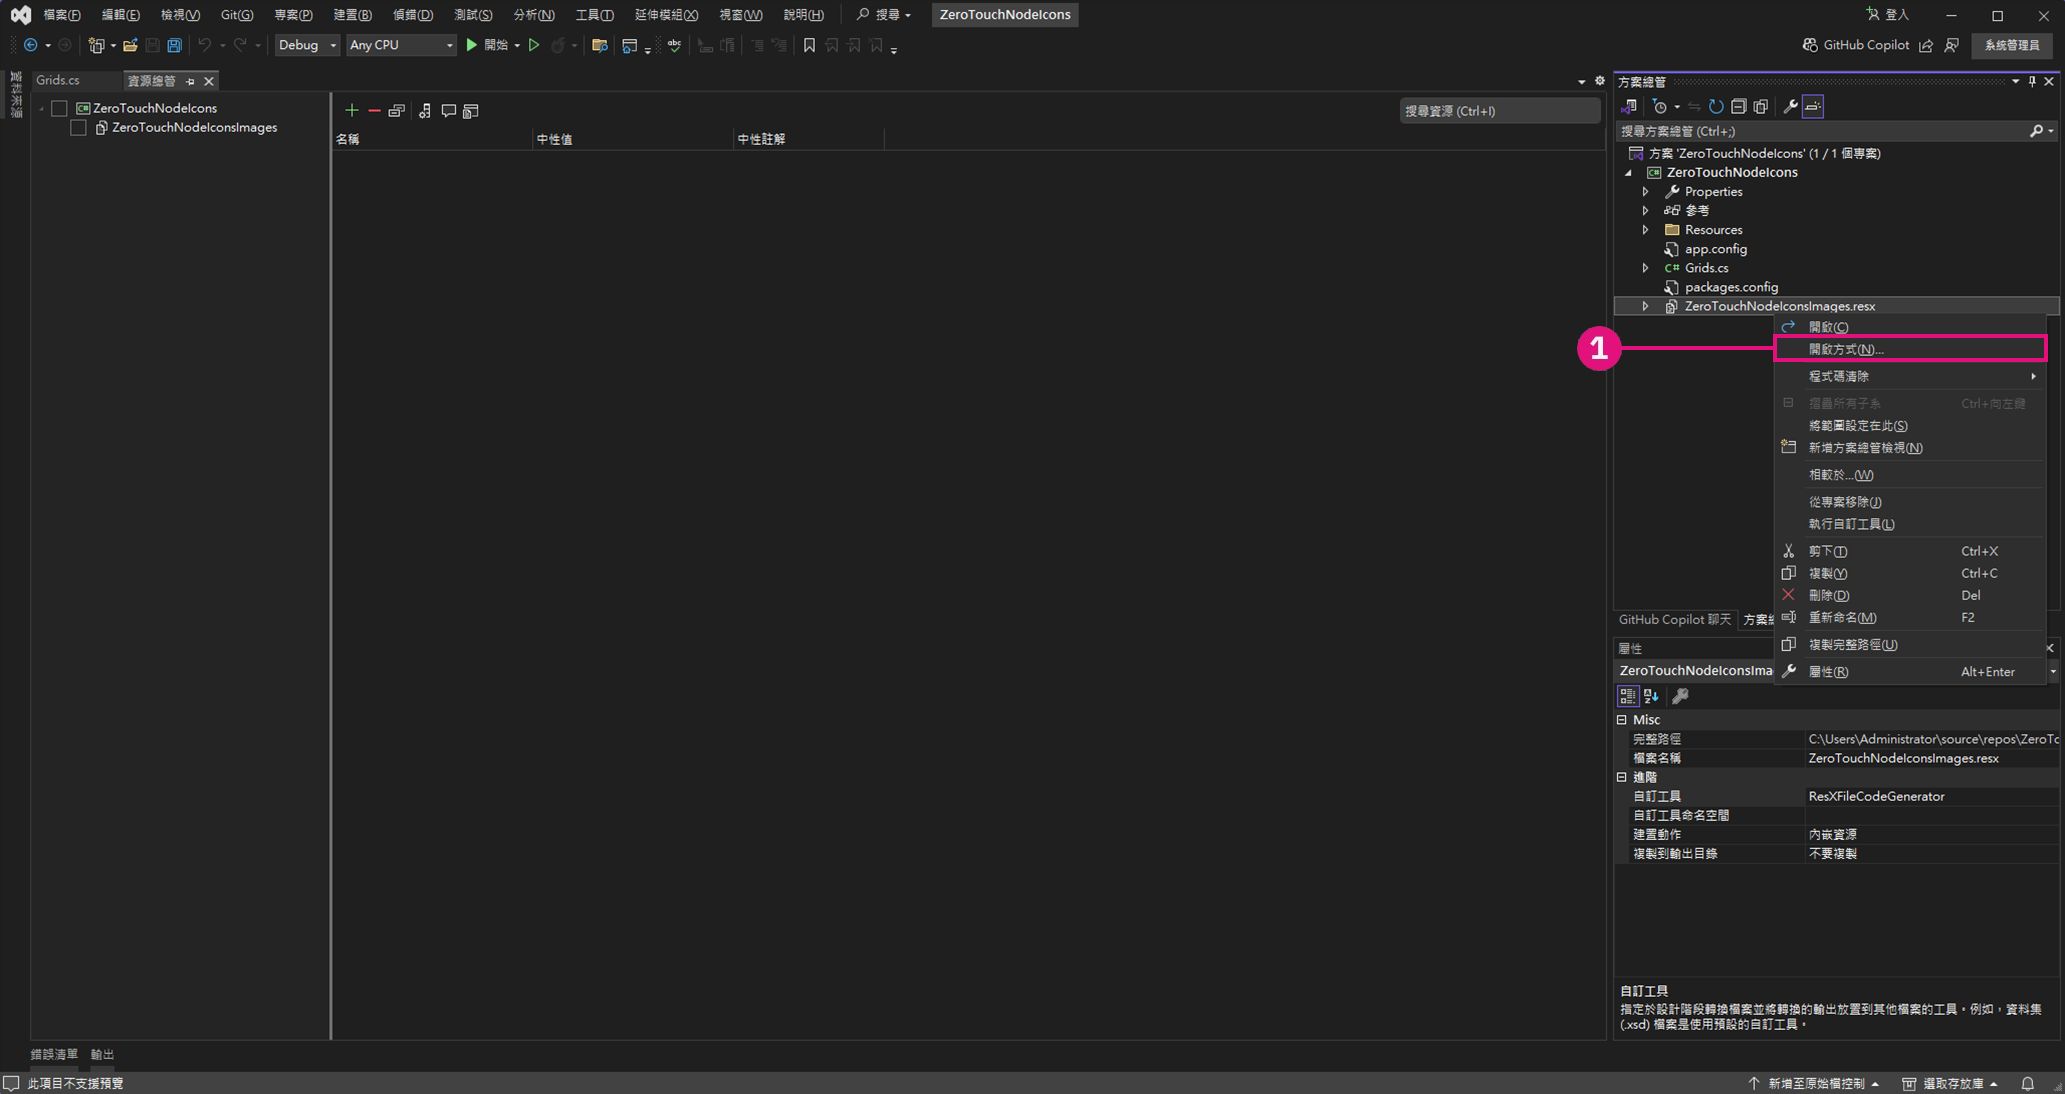 檔案(F) 編輯(E) 檢視(V) Git(G) 專案(P) 建置(B) 偵錯(D) 測試(S) 分析(N) 工具(T) 延伸模組(X) 視窗(W) 說明(H) 搜尋 ZeroTouchNodeIcons 登入
Debug Any CPU 開始 GitHub Copilot 系統管理員
資料來源
Grids.cs 資源總管
ZeroTouchNodeIcons
ZeroTouchNodeIconsImages
搜尋資源 (Ctrl+I)
名稱 中性值 中性註解
方案總管
搜尋方案總管 (Ctrl+;)
方案 'ZeroTouchNodeIcons' (1 / 1 個專案)
ZeroTouchNodeIcons
Properties
參考
Resources
app.config
Grids.cs
packages.config
ZeroTouchNodeIconsImages.resx
1
開啟(C)
開啟方式(N)...
程式碼清除
摺疊所有子系 Ctrl+向左鍵
將範圍設定在此(S)
新增方案總管檢視(N)
相較於...(W)
從專案移除(J)
執行自訂工具(L)
剪下(T) Ctrl+X
複製(Y) Ctrl+C
刪除(D) Del
重新命名(M) F2
複製完整路徑(U)
屬性(R) Alt+Enter
GitHub Copilot 聊天 方案總
屬性
ZeroTouchNodeIconsIma
Misc
完整路徑 C:\Users\Administrator\source\repos\ZeroTo
檔案名稱 ZeroTouchNodeIconsImages.resx
進階
自訂工具 ResXFileCodeGenerator
自訂工具命名空間
建置動作 內嵌資源
複製到輸出目錄 不要複製
自訂工具
指定於設計階段轉換檔案並將轉換的輸出放置到其他檔案的工具。例如，資料集
(.xsd) 檔案是使用預設的自訂工具。
錯誤清單 輸出
此項目不支援預覽 新增至原始檔控制 選取存放庫